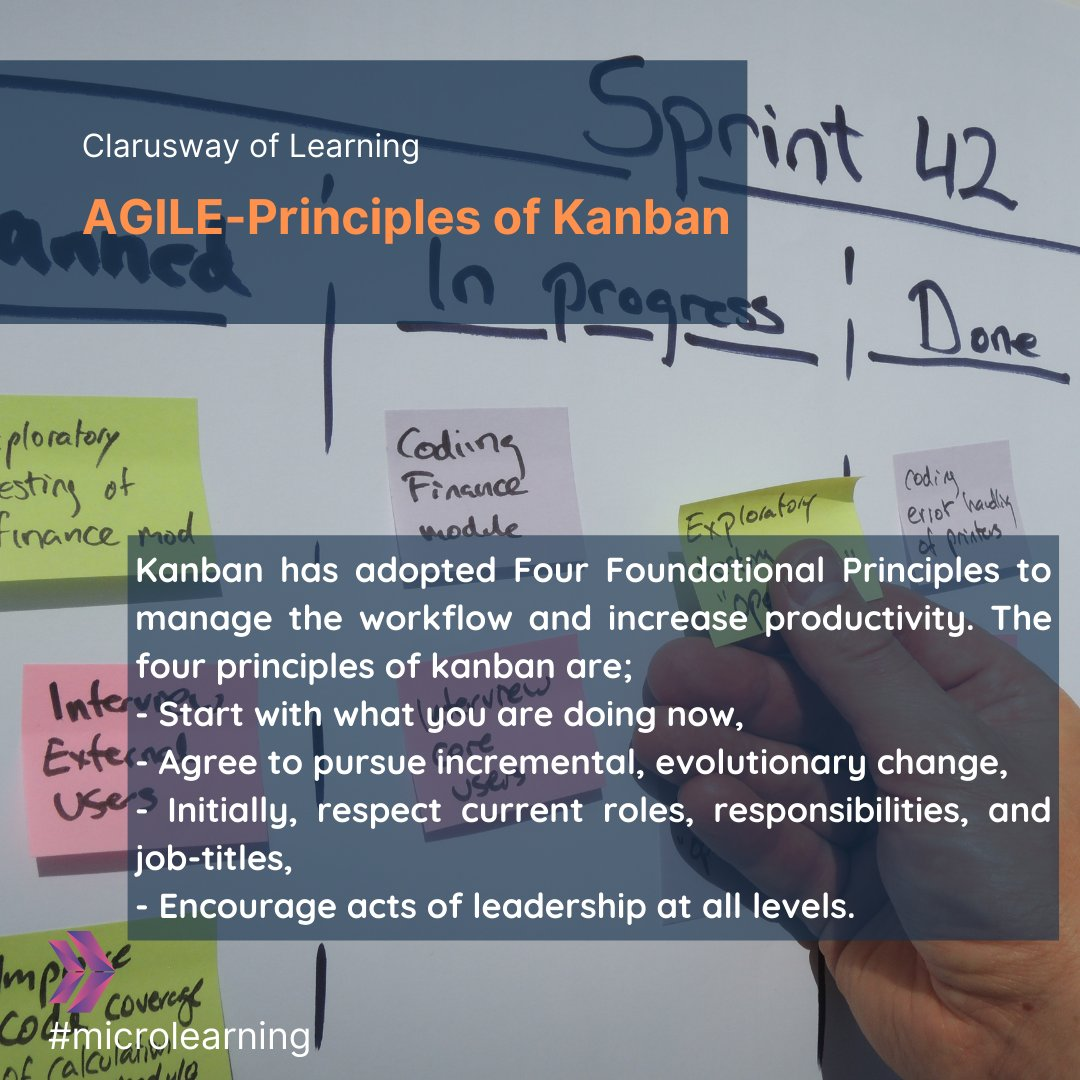 Sprint 42
Clarusway of Learning
AGILE-Principles of Kanban
anned
In progress
Done
ploratory
esting of
finance mod
Codiing
Finance
module
Exploratory
coding
error handlin
of printers
Kanban has adopted Four Foundational Principles to
manage the workflow and increase productivity. The
four principles of kanban are;
- Start with what you are doing now,
- Agree to pursue incremental, evolutionary change,
- Initially, respect current roles, responsibilities, and
job-titles,
- Encourage acts of leadership at all levels.
Interview
External
Users
Interview
core
users
Improve
code coverage
of calculation
#microlearning